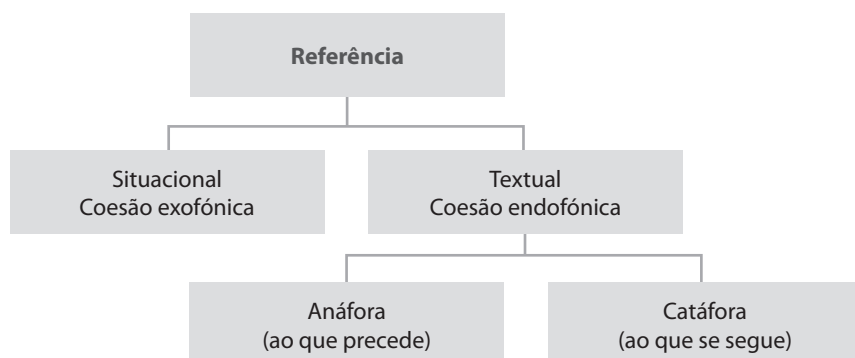 Referência
Situacional
Coesão exofónica
Textual
Coesão endofónica
Anáfora
(ao que precede)
Catáfora
(ao que se segue)